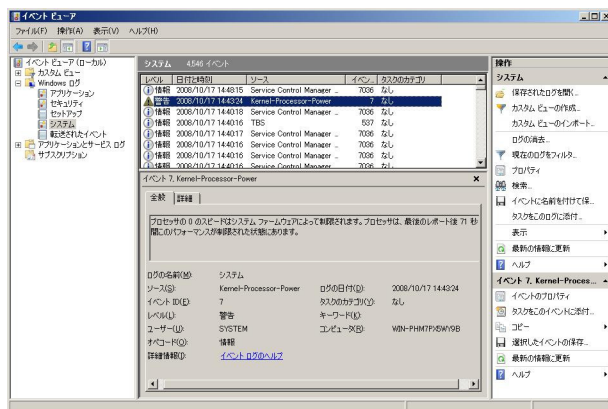 イベント ビューア
ファイル(F) 操作(A) 表示(V) ヘルプ(H)
イベント ビューア (ローカル)
カスタム ビュー
Windows ログ
アプリケーション
セキュリティ
セットアップ
システム
転送されたイベント
アプリケーションとサービス ログ
サブスクリプション
システム 4,546 イベント
レベル 日付と時刻 ソース イベン... タスクのカテゴリ
情報 2008/10/17 14:48:15 Service Control Manager ... 7036 なし
警告 2008/10/17 14:43:24 Kernel-Processor-Power 7 なし
情報 2008/10/17 14:40:18 Service Control Manager ... 7036 なし
情報 2008/10/17 14:40:16 TBS 537 なし
情報 2008/10/17 14:40:17 Service Control Manager ... 7036 なし
情報 2008/10/17 14:40:16 Service Control Manager ... 7036 なし
情報 2008/10/17 14:40:16 Service Control Manager ... 7036 なし
イベント 7, Kernel-Processor-Power
全般 詳細
プロセッサの 0 のスピードはシステム ファームウェアによって制限されます。プロセッサは、最後のレポート後 71 秒
間このパフォーマンスが制限された状態にあります。
ログの名前(M): システム
ソース(S): Kernel-Processor-Power ログの日付(D): 2008/10/17 14:43:24
イベント ID(E): 7 タスクのカテゴリ(Y): なし
レベル(L): 警告 キーワード(K):
ユーザー(U): SYSTEM コンピュータ(R): WIN-PHM7PX5WY9B
オペコード(O): 情報
詳細情報(I): イベント ログのヘルプ
操作
システム
保存されたログを開く...
カスタム ビューの作成...
カスタム ビューのインポート...
ログの消去...
現在のログをフィルタ...
プロパティ
検索...
イベントに名前を付けて保...
タスクをこのログに添付...
表示
最新の情報に更新
ヘルプ
イベント 7, Kernel-Proces...
イベントのプロパティ
タスクをこのイベントに添付...
コピー
選択したイベントの保存...
最新の情報に更新
ヘルプ